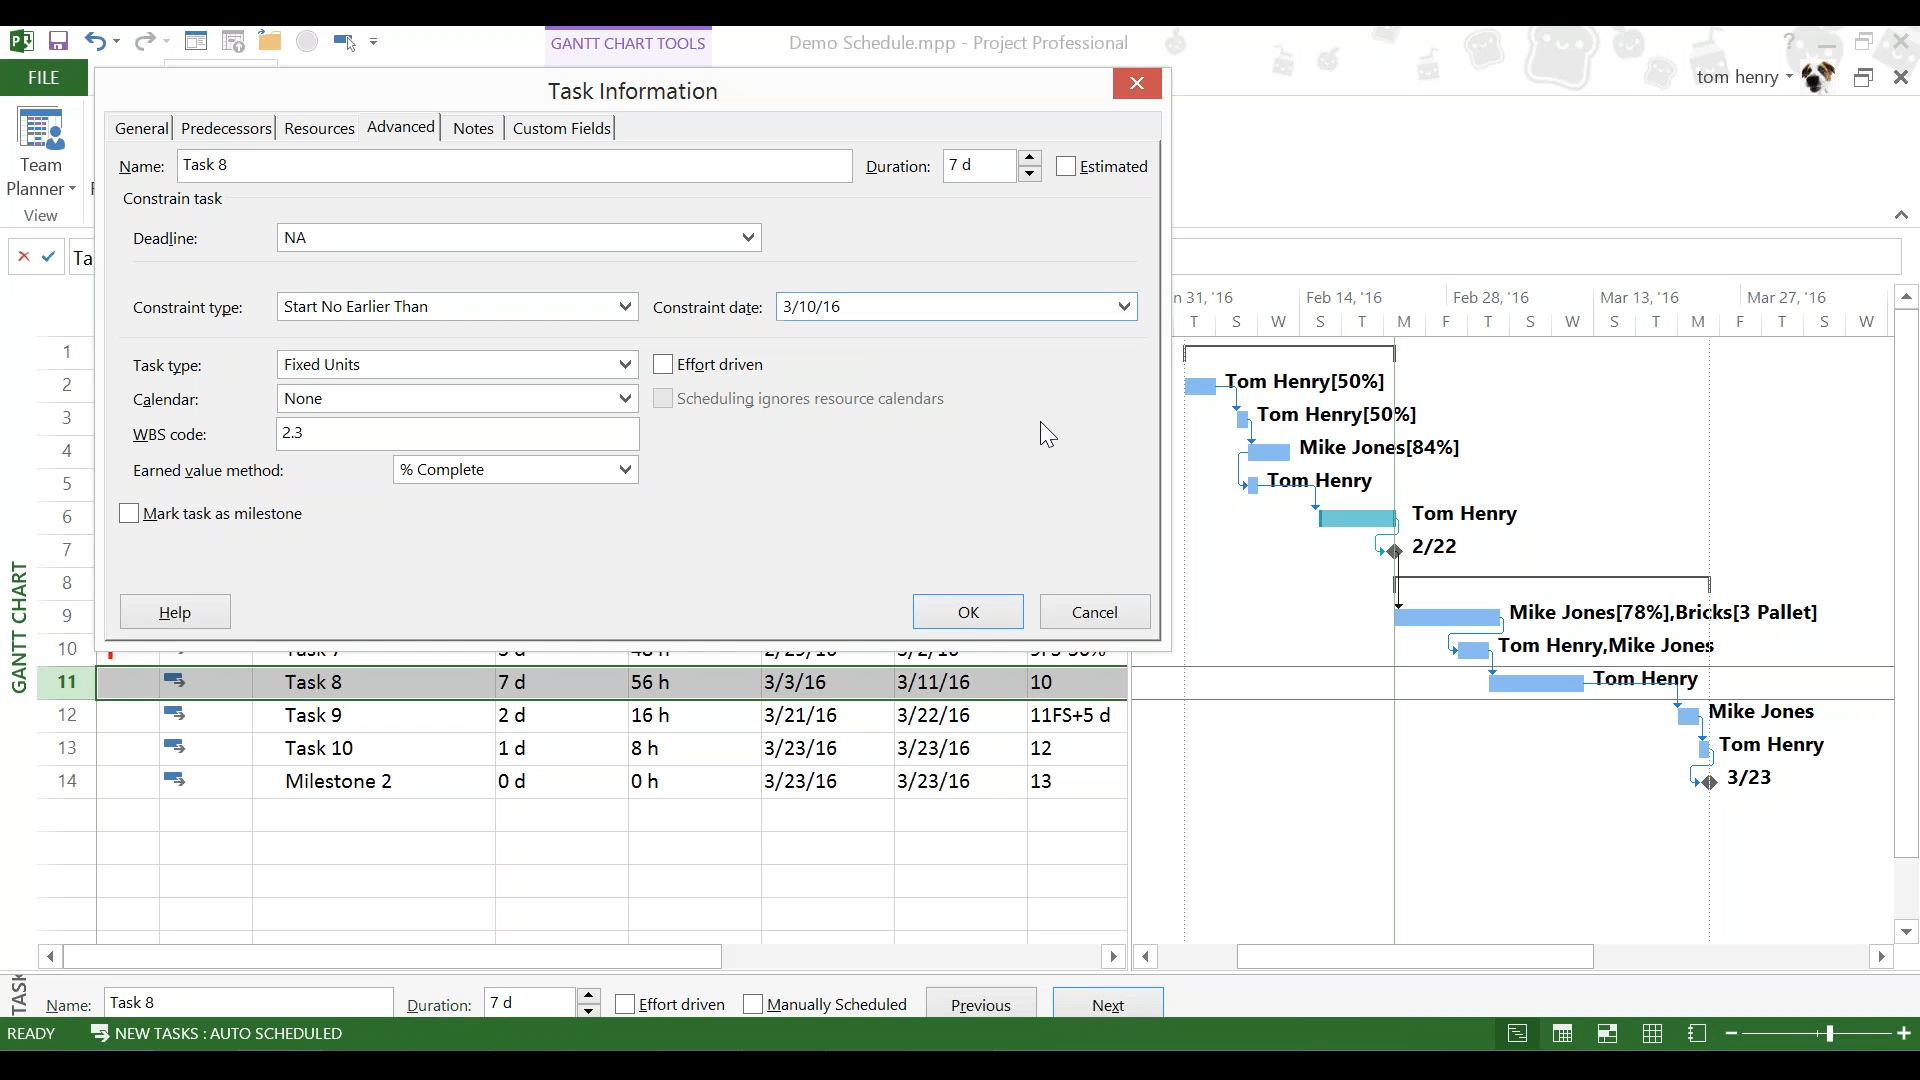 GANTT CHART TOOLS
Demo Schedule.mpp - Project Professional
?
FILE
tom henry
Task Information
General Predecessors Resources Advanced Notes Custom Fields
Team
Planner
View
Name: Task 8 Duration: 7 d Estimated
Constrain task
Deadline: NA
Ta
Constraint type: Start No Earlier Than Constraint date: 3/10/16
Task type: Fixed Units Effort driven
Calendar: None Scheduling ignores resource calendars
WBS code: 2.3
Earned value method: % Complete
Mark task as milestone
Help OK Cancel
n 31, '16 Feb 14, '16 Feb 28, '16 Mar 13, '16 Mar 27, '16
T S W S T M F T S W S T M F T S W
1
2 Tom Henry[50%]
3 Tom Henry[50%]
4 Mike Jones[84%]
5 Tom Henry
6 Tom Henry
7 2/22
8
9 Mike Jones[78%],Bricks[3 Pallet]
10 Tom Henry,Mike Jones
11 Task 8 7 d 56 h 3/3/16 3/11/16 10 Tom Henry
12 Task 9 2 d 16 h 3/21/16 3/22/16 11FS+5 d Mike Jones
13 Task 10 1 d 8 h 3/23/16 3/23/16 12 Tom Henry
14 Milestone 2 0 d 0 h 3/23/16 3/23/16 13 3/23
GANTT CHART
TASK
Name: Task 8 Duration: 7 d Effort driven Manually Scheduled Previous Next
READY NEW TASKS : AUTO SCHEDULED